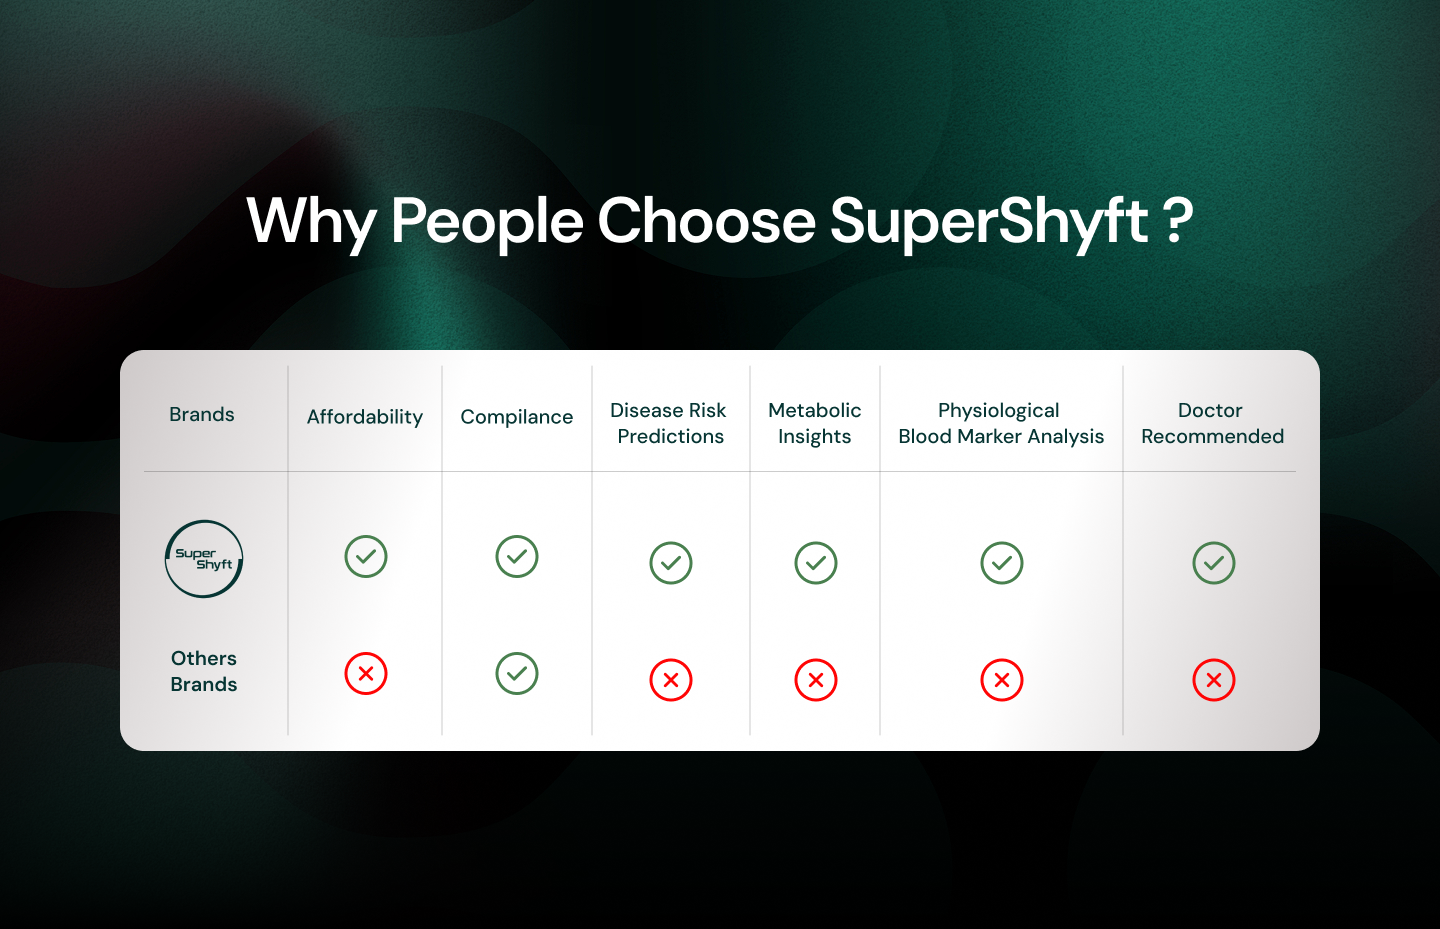 Why People Choose SuperShyft ?
Brands
Affordability
Compilance
Disease Risk
Predictions
Metabolic
Insights
Physiological
Blood Marker Analysis
Doctor
Recommended
Super
Shyft
Others
Brands